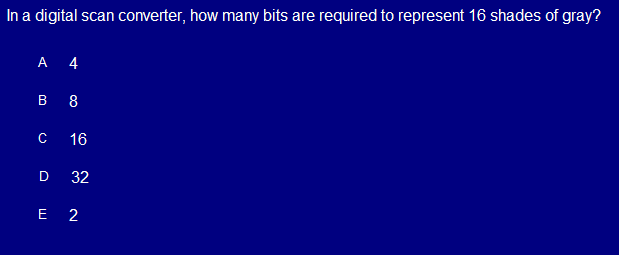 In a digital scan converter, how many bits are required to represent 16 shades of gray?
A 4
B 8
C 16
D 32
E 2